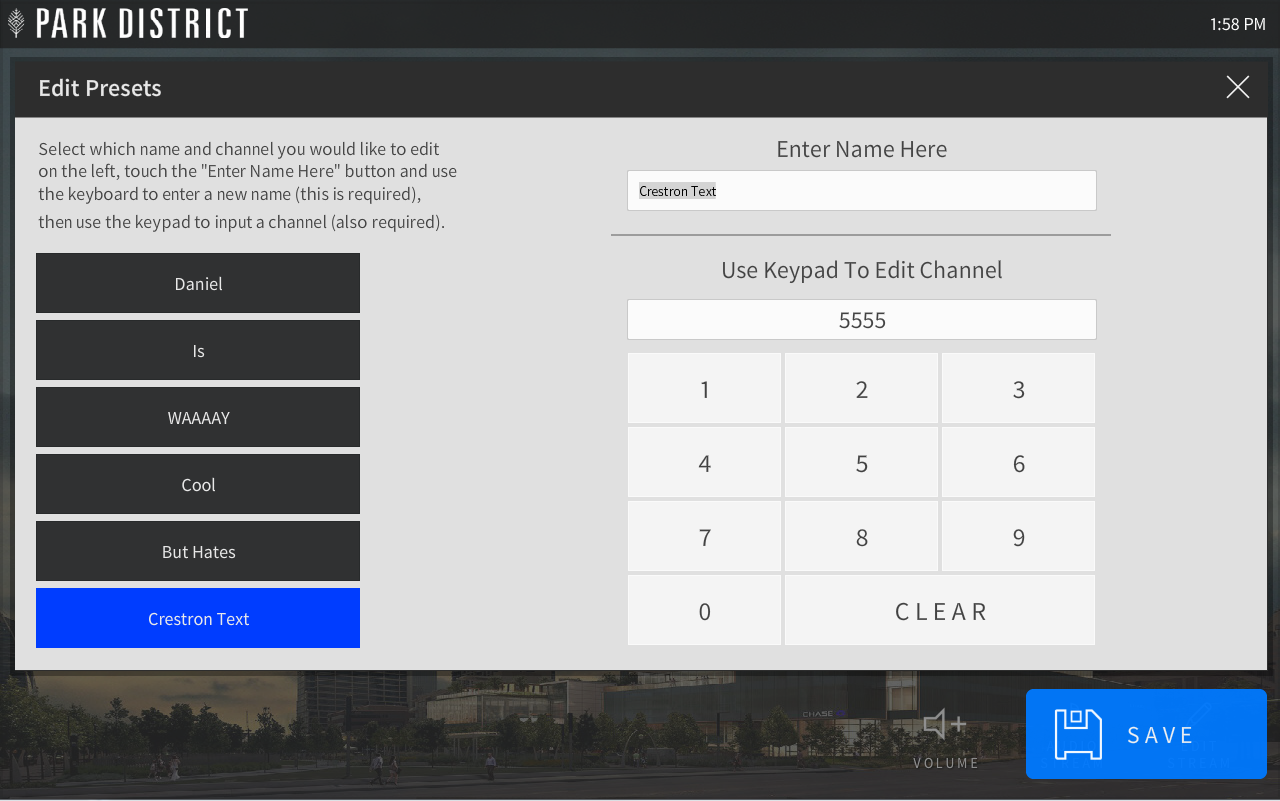 PARK DISTRICT
1:58 PM
Edit Presets
Select which name and channel you would like to edit
on the left, touch the "Enter Name Here" button and use
the keyboard to enter a new name (this is required),
then use the keypad to input a channel (also required).
Daniel
Is
WAAAAY
Cool
But Hates
Crestron Text
Enter Name Here
Crestron Text
Use Keypad To Edit Channel
5555
1 2 3
4 5 6
7 8 9
0 CLEAR
CHASE
VOLUME
SAVE